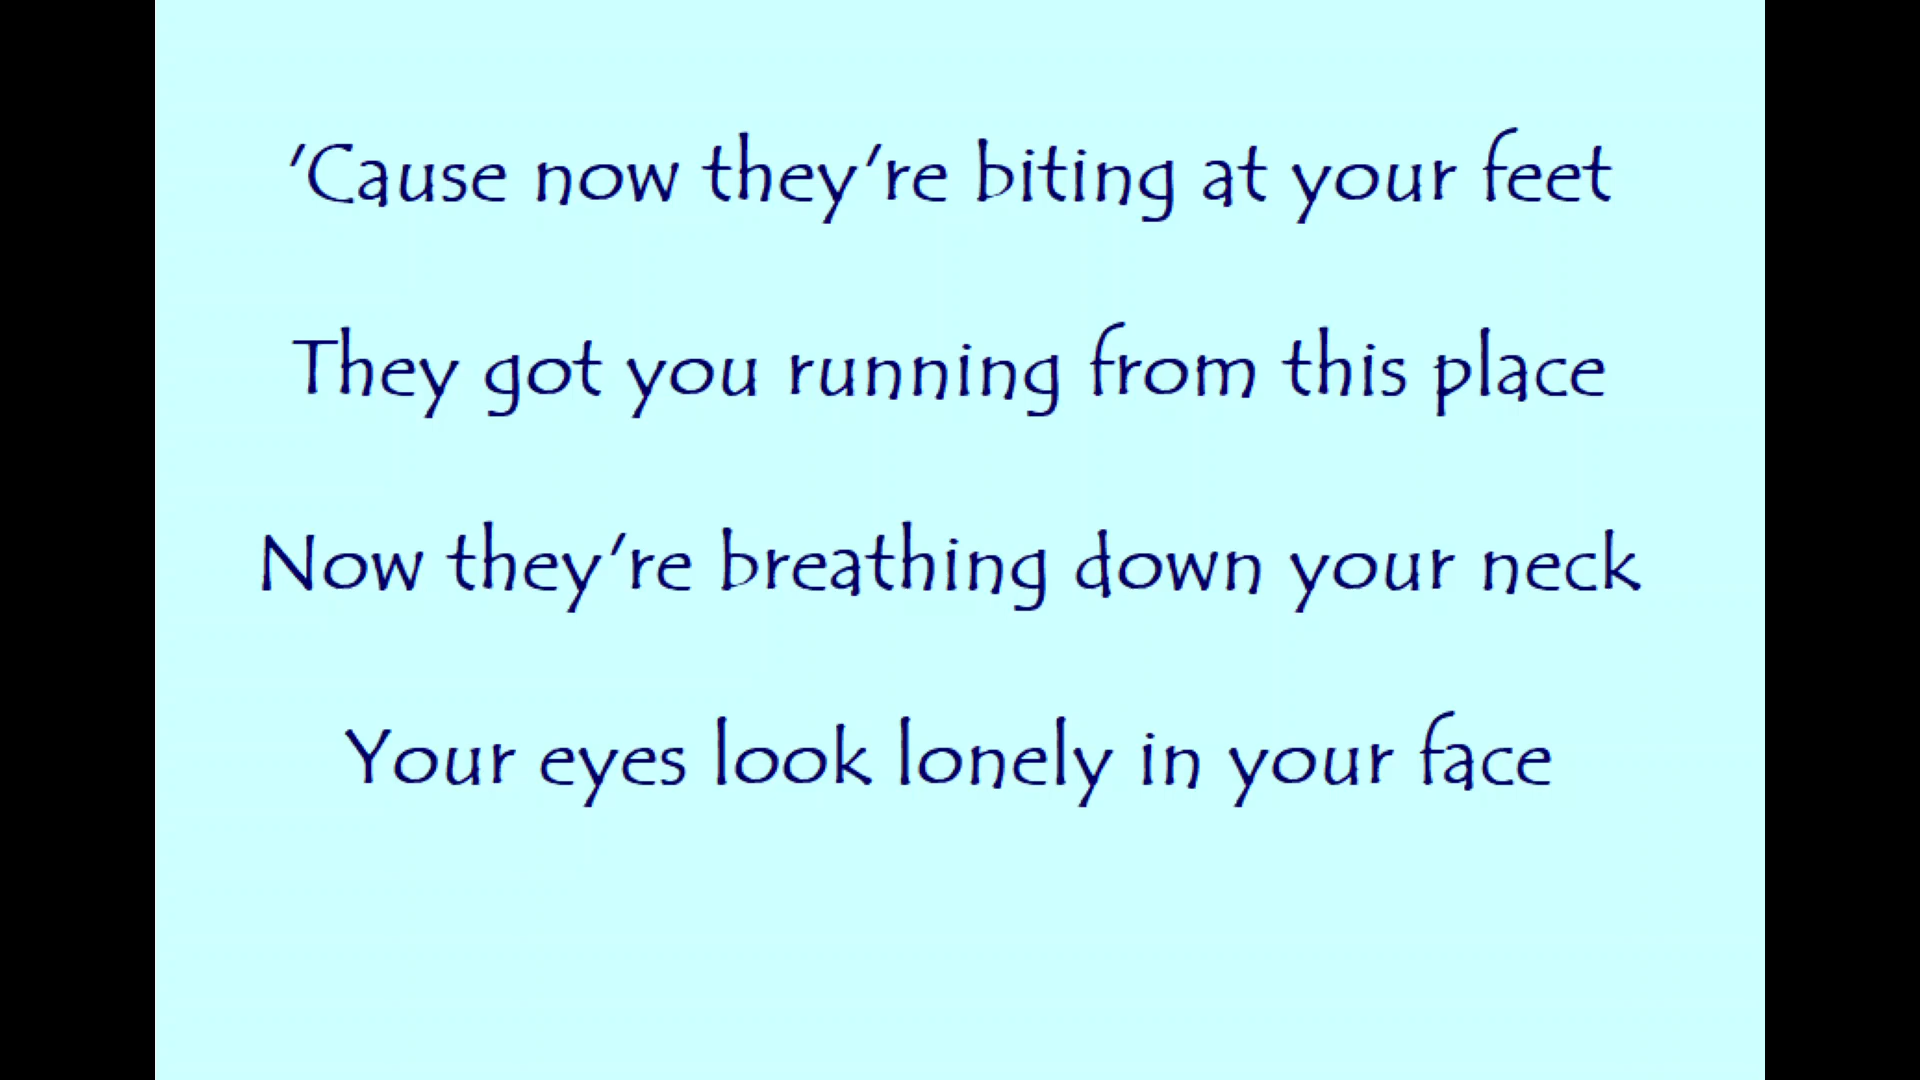 'Cause now they're biting at your feet
They got you running from this place
Now they're breathing down your neck
Your eyes look lonely in your face